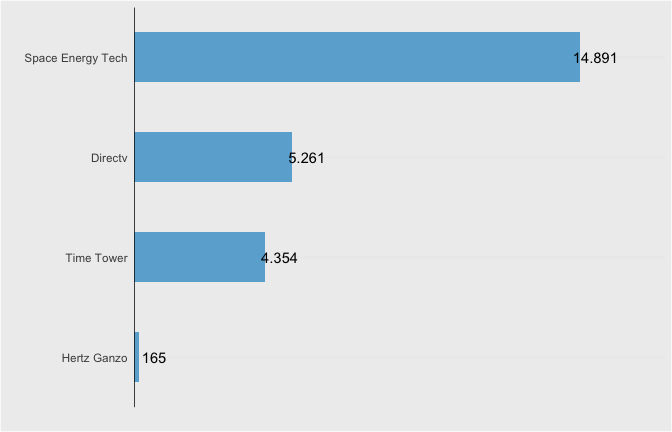 Space Energy Tech 14.891
Directv 5.261
Time Tower 4.354
Hertz Ganzo 165